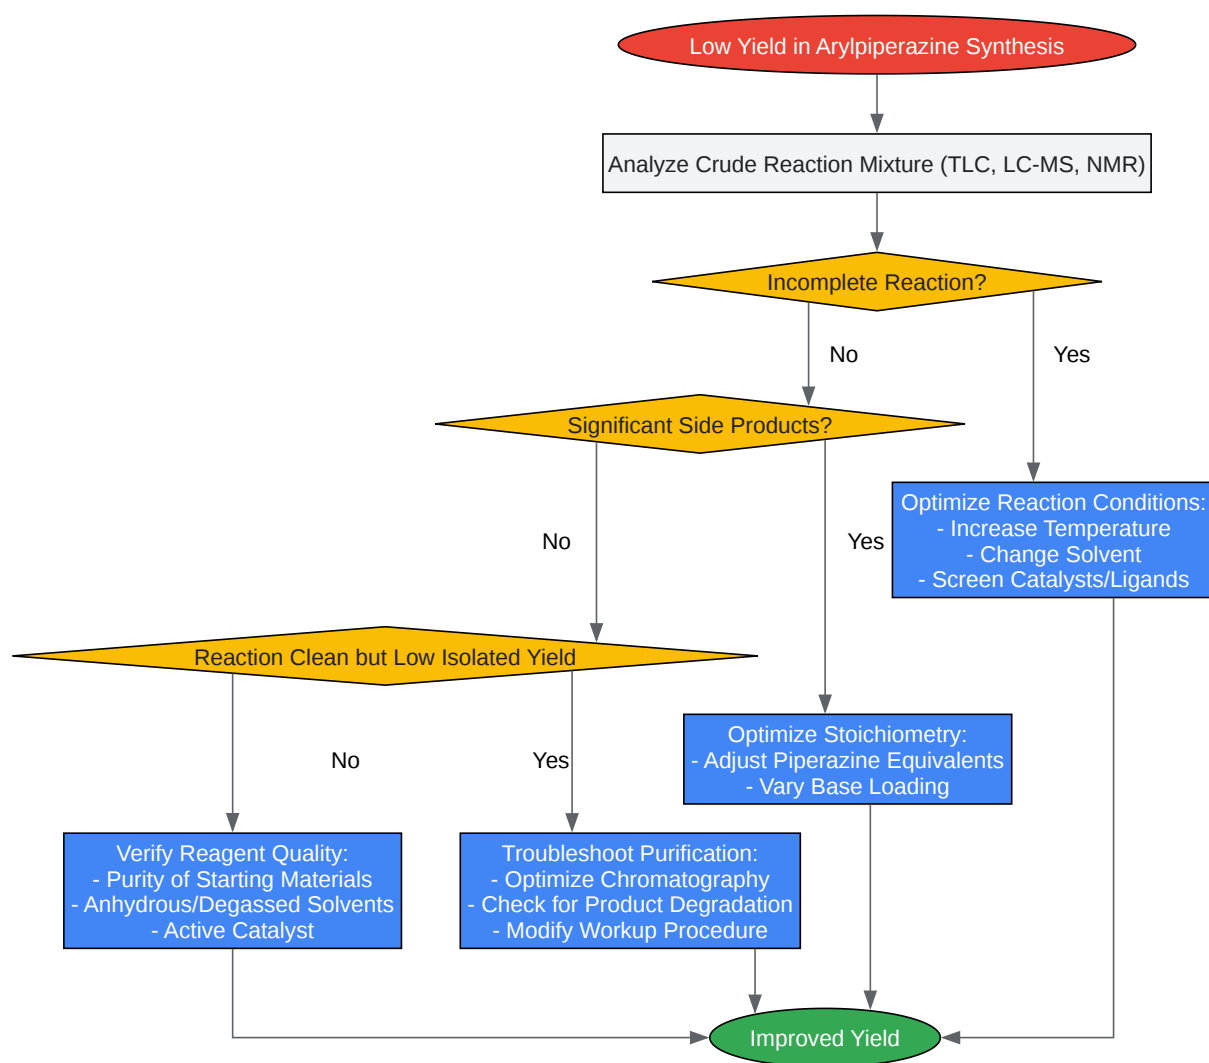 Low Yield in Arylpiperazine Synthesis
Analyze Crude Reaction Mixture (TLC, LC-MS, NMR)
Incomplete Reaction?
No
Yes
Significant Side Products?
Optimize Reaction Conditions:
- Increase Temperature
- Change Solvent
- Screen Catalysts/Ligands
No
Yes
Reaction Clean but Low Isolated Yield
Optimize Stoichiometry:
- Adjust Piperazine Equivalents
- Vary Base Loading
No
Yes
Verify Reagent Quality:
- Purity of Starting Materials
- Anhydrous/Degassed Solvents
- Active Catalyst
Troubleshoot Purification:
- Optimize Chromatography
- Check for Product Degradation
- Modify Workup Procedure
Improved Yield